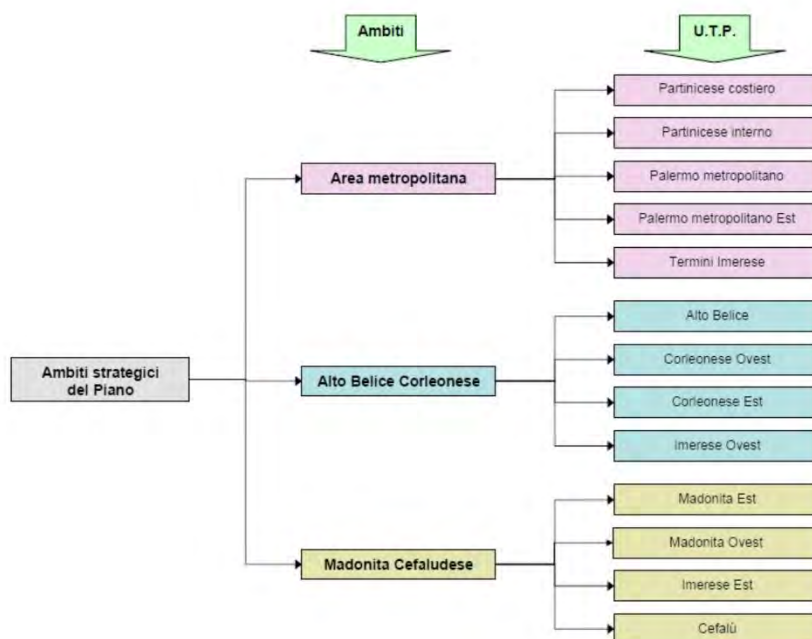 Ambiti
U.T.P.
Partinicese costiero
Partinicese interno
Area metropolitana
Palermo metropolitano
Palermo metropolitano Est
Termini Imerese
Alto Belice
Corleonese Ovest
Ambiti strategici
del Piano
Alto Belice Corleonese
Corleonese Est
Imerese Ovest
Madonita Est
Madonita Ovest
Madonita Cefaludese
Imerese Est
Cefalù